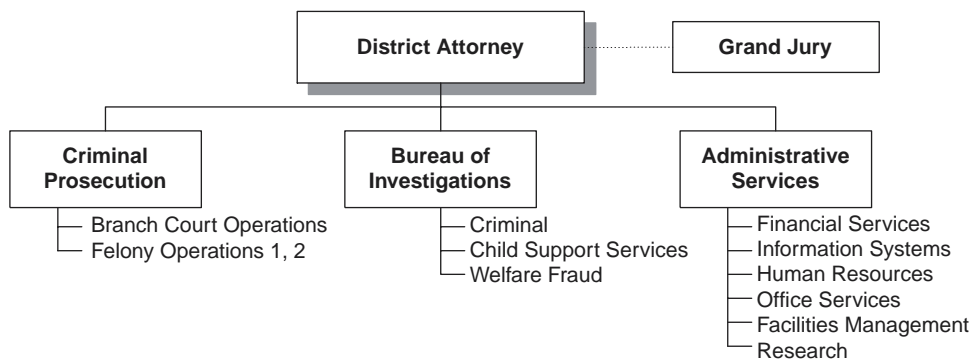 District Attorney
Grand Jury
Criminal
Prosecution
Branch Court Operations
Felony Operations 1, 2
Bureau of
Investigations
Criminal
Child Support Services
Welfare Fraud
Administrative
Services
Financial Services
Information Systems
Human Resources
Office Services
Facilities Management
Research